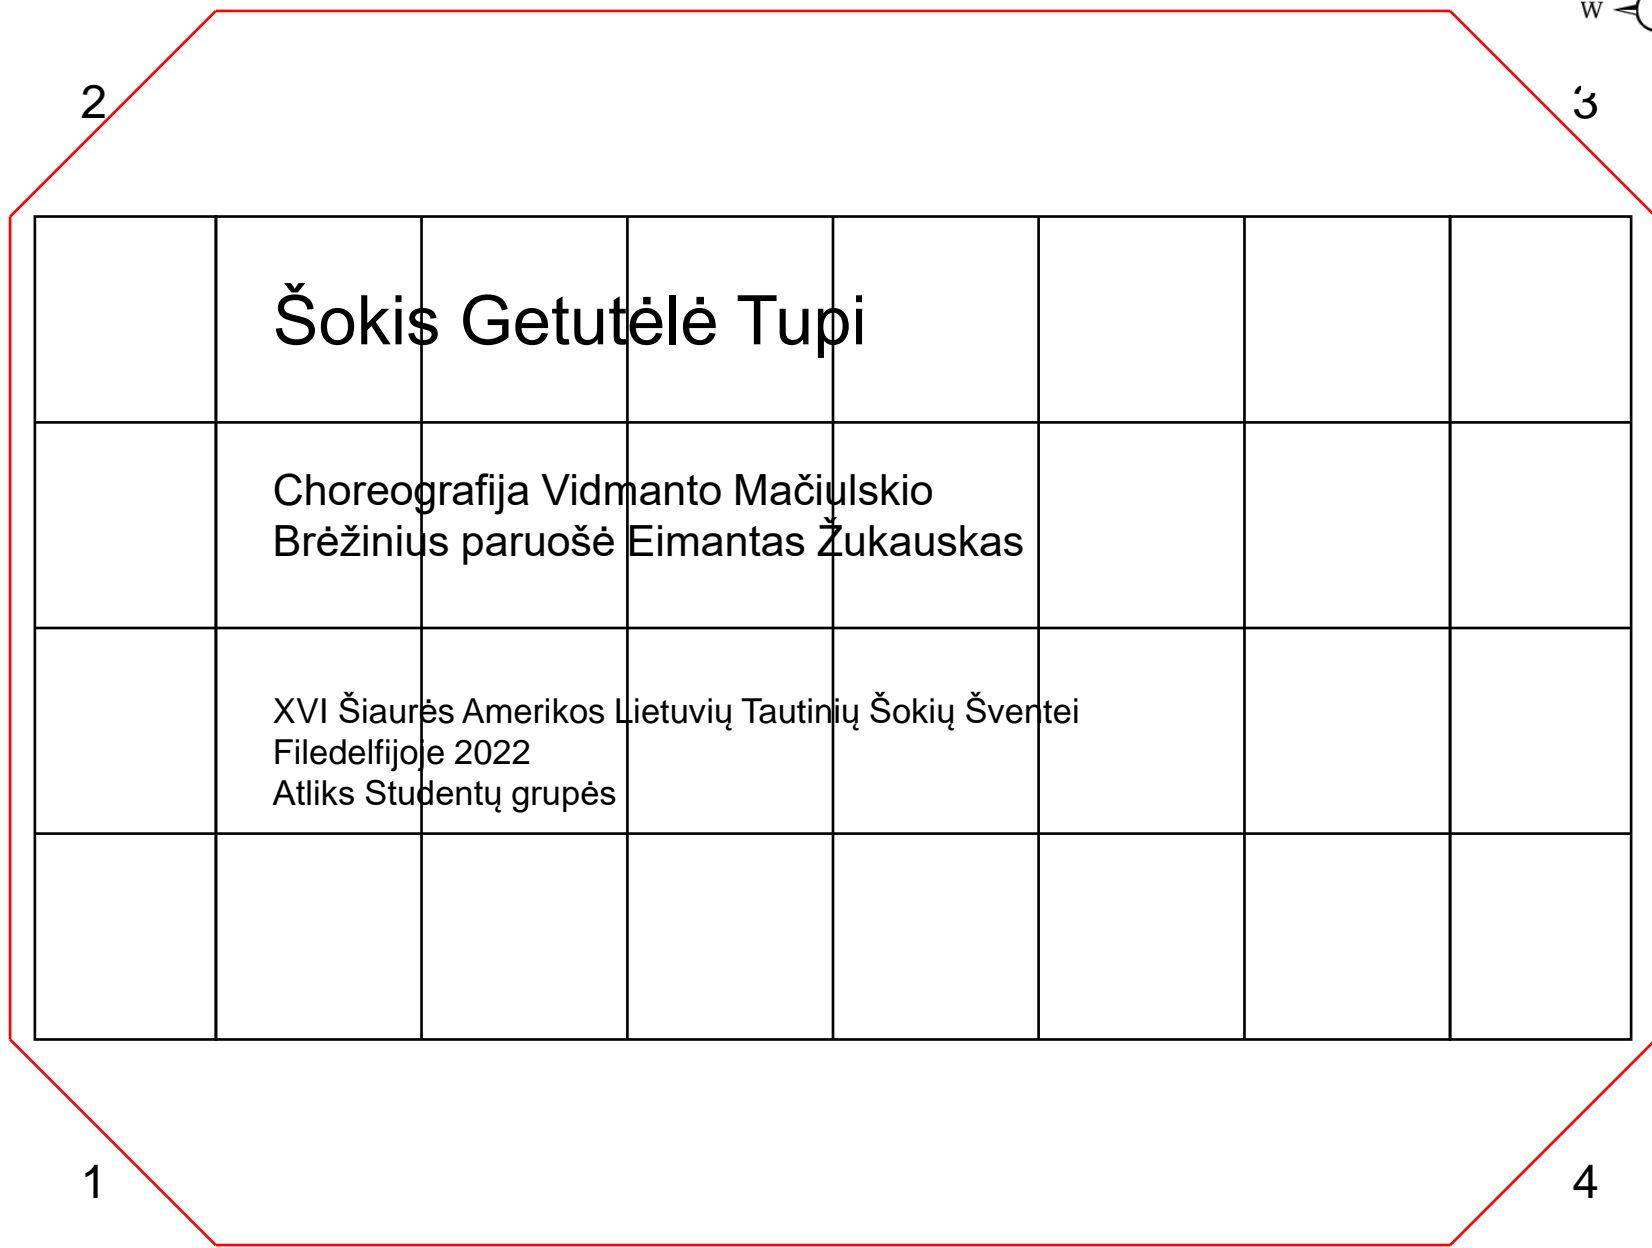 W
2
3
Šokis Getutėlė Tupi
Choreografija Vidmanto Mačiulskio
Brėžinius paruošė Eimantas Žukauskas
XVI Šiaurės Amerikos Lietuvių Tautinių Šokių Šventei
Filedelfijoje 2022
Atliks Studentų grupės
1
4